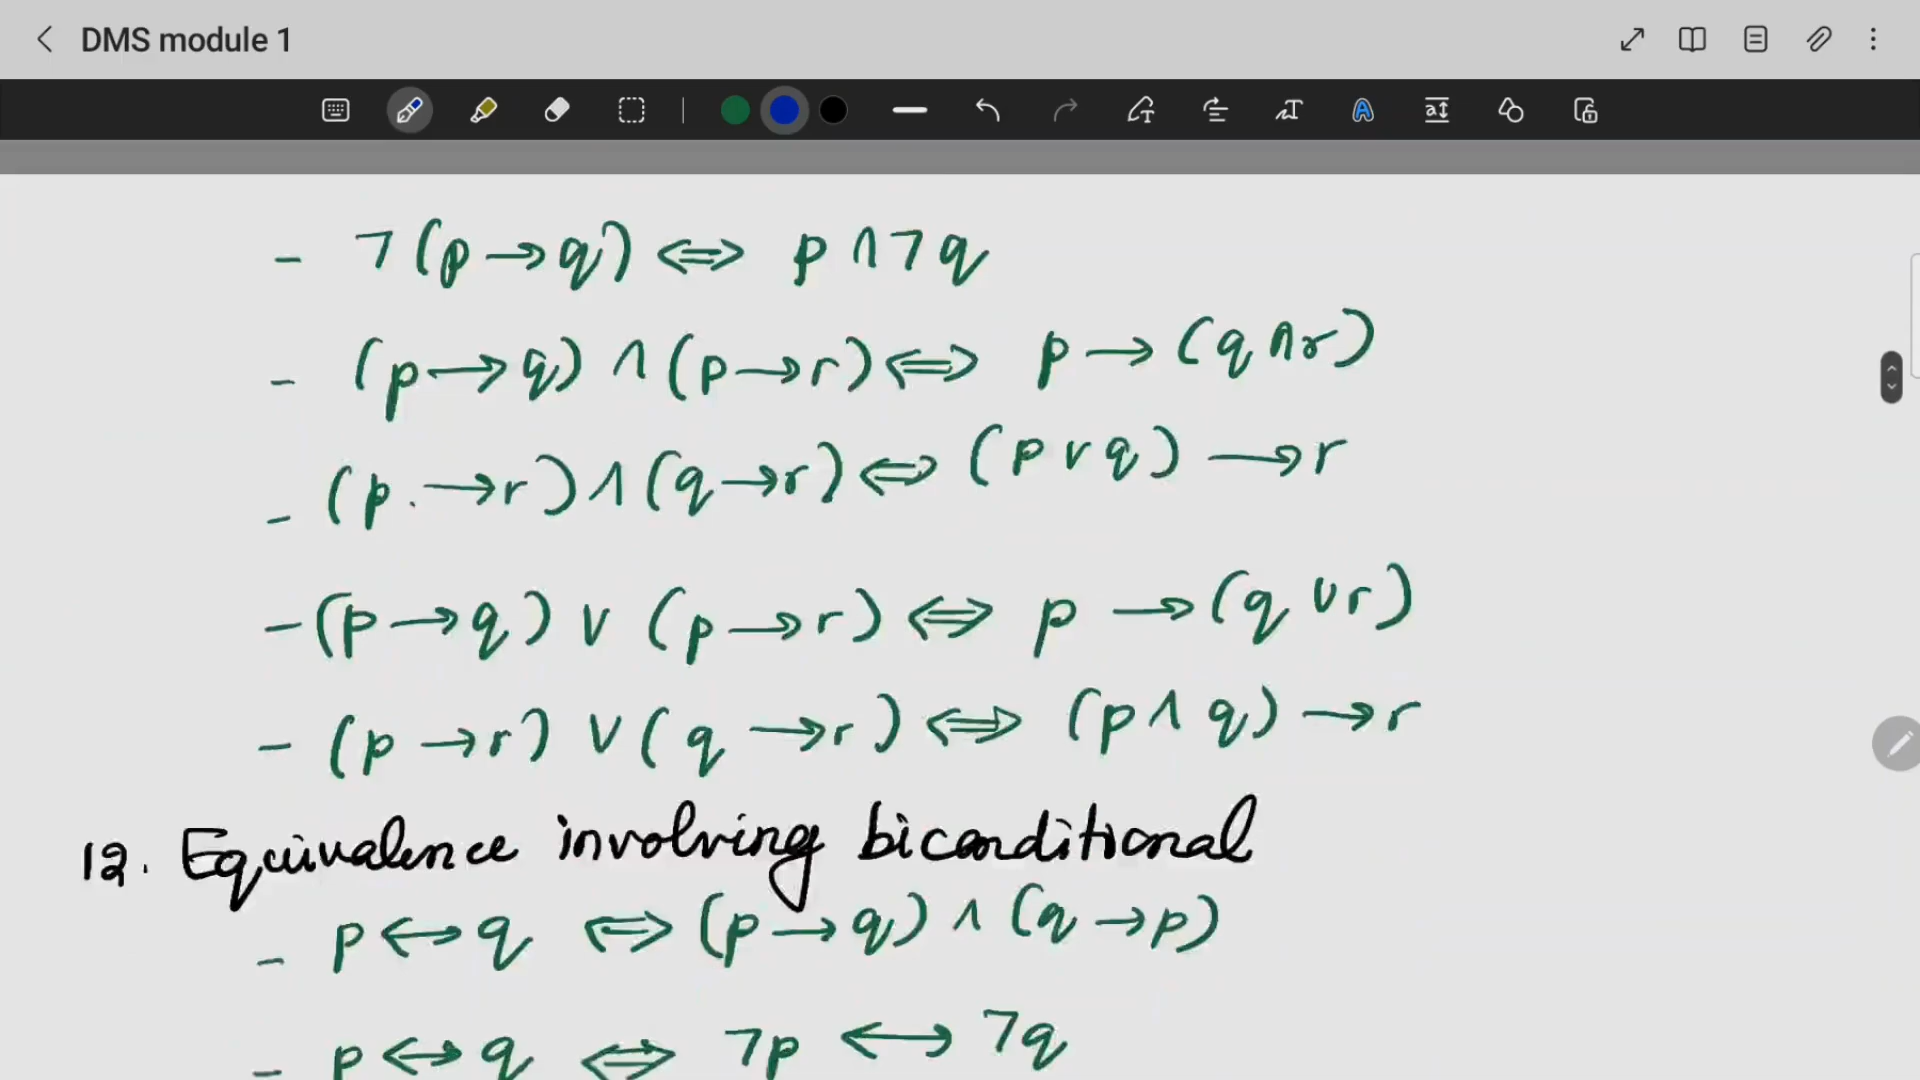 DMS module 1
- ¬(p→q) ⇔ p∧¬q
- (p→q) ∧ (p→r) ⇔ p→(q∧r)
- (p→r) ∧ (q→r) ⇔ (p∨q)→r
- (p→q) ∨ (p→r) ⇔ p→(q∨r)
- (p→r) ∨ (q→r) ⇔ (p∧q)→r
12. Equivalence involving biconditional
- p↔q ⇔ (p→q) ∧ (q→p)
- p↔q ⇔ ¬p ↔ ¬q